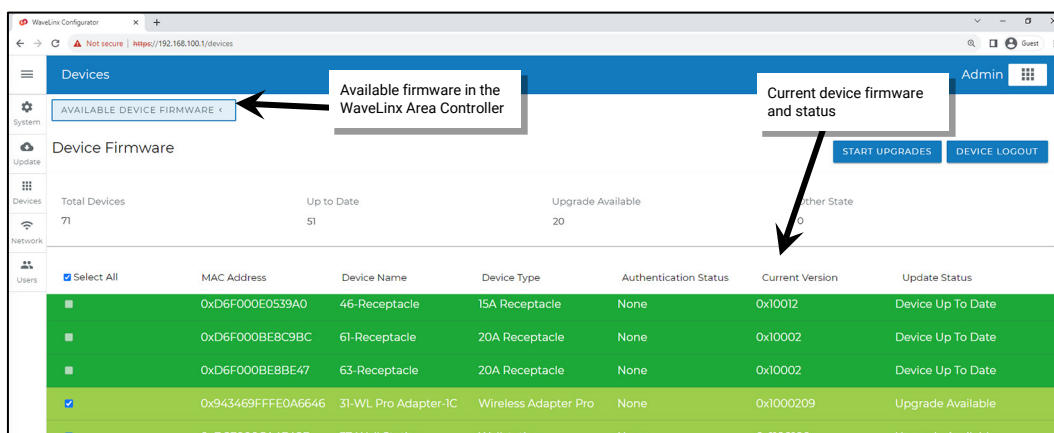 WaveLinx Configurator
Not secure | https://192.168.100.1/devices
Guest
Devices
Admin
System
Update
Devices
Network
Users
AVAILABLE DEVICE FIRMWARE <
Available firmware in the
WaveLinx Area Controller
Current device firmware
and status
Device Firmware
START UPGRADES
DEVICE LOGOUT
Total Devices Up to Date Upgrade Available Other State
71 51 20 0
Select All MAC Address Device Name Device Type Authentication Status Current Version Update Status
0xD6F000E0539A0 46-Receptacle 15A Receptacle None 0x10012 Device Up To Date
0xD6F000BE8C9BC 61-Receptacle 20A Receptacle None 0x10002 Device Up To Date
0xD6F000BE8BE47 63-Receptacle 20A Receptacle None 0x10002 Device Up To Date
0x943469FFFE0A6646 31-WL Pro Adapter-1C Wireless Adapter Pro None 0x1000209 Upgrade Available